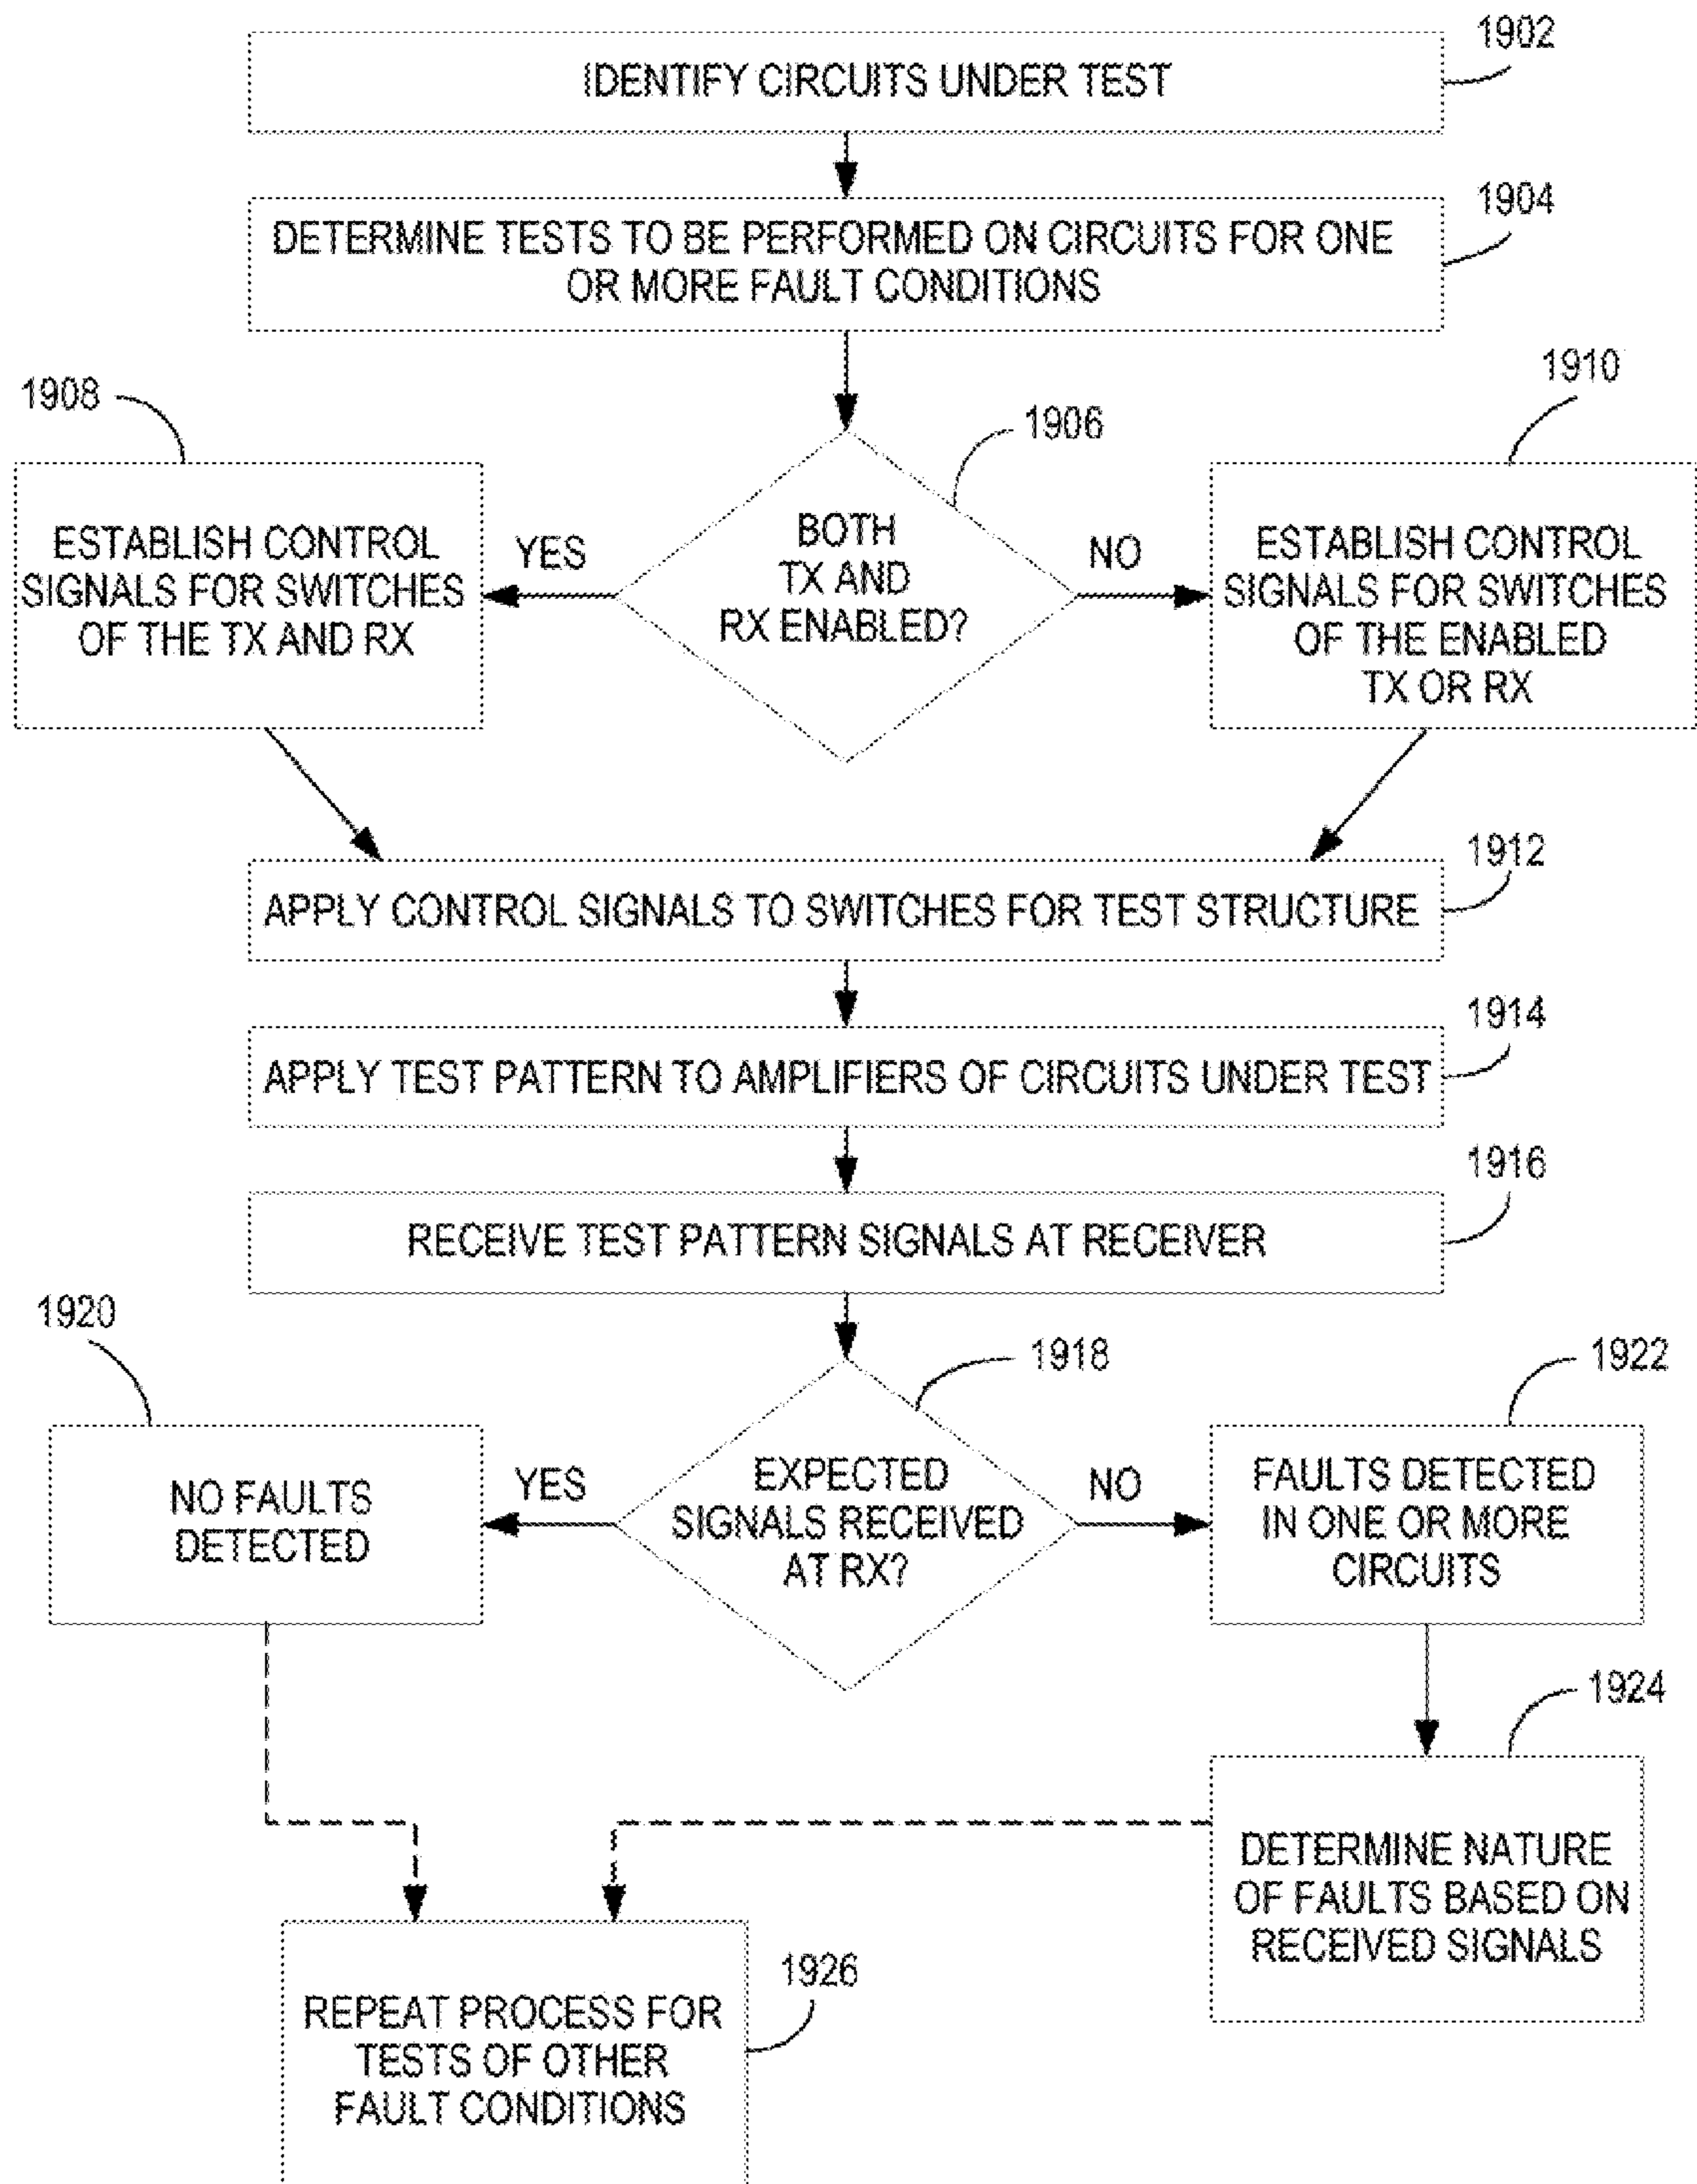 1902
IDENTIFY CIRCUITS UNDER TEST
1904
DETERMINE TESTS TO BE PERFORMED ON CIRCUITS FOR ONE
OR MORE FAULT CONDITIONS
1908
1906
1910
ESTABLISH CONTROL
SIGNALS FOR SWITCHES
OF THE TX AND RX
YES
BOTH
TX AND
RX ENABLED?
NO
ESTABLISH CONTROL
SIGNALS FOR SWITCHES
OF THE ENABLED
TX OR RX
1912
APPLY CONTROL SIGNALS TO SWITCHES FOR TEST STRUCTURE
1914
APPLY TEST PATTERN TO AMPLIFIERS OF CIRCUITS UNDER TEST
1916
RECEIVE TEST PATTERN SIGNALS AT RECEIVER
1920
1918
1922
NO FAULTS
DETECTED
YES
EXPECTED
SIGNALS RECEIVED
AT RX?
NO
FAULTS DETECTED
IN ONE OR MORE
CIRCUITS
1924
DETERMINE NATURE
OF FAULTS BASED ON
RECEIVED SIGNALS
1926
REPEAT PROCESS FOR
TESTS OF OTHER
FAULT CONDITIONS